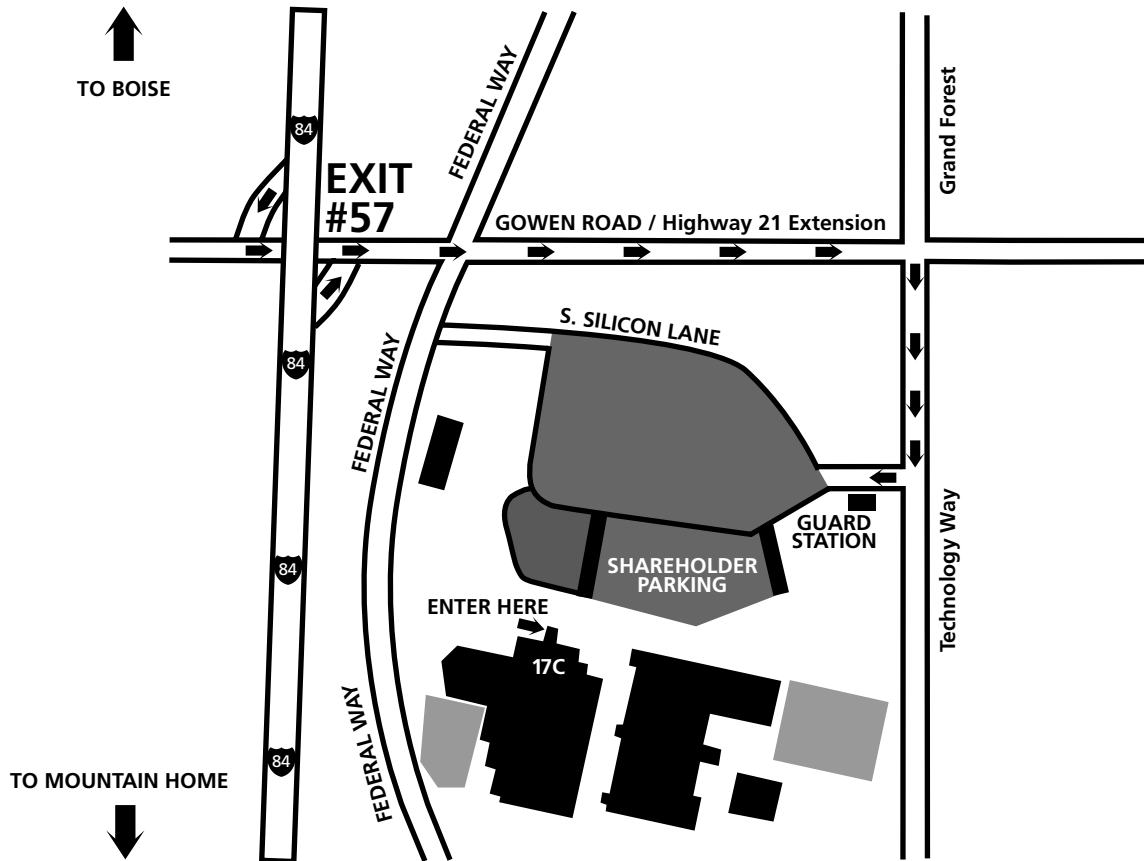 TO BOISE
84
EXIT
#57
FEDERAL WAY
Grand Forest
GOWEN ROAD / Highway 21 Extension
S. SILICON LANE
84
FEDERAL WAY
GUARD
STATION
Technology Way
SHAREHOLDER
PARKING
84
ENTER HERE
17C
FEDERAL WAY
84
TO MOUNTAIN HOME